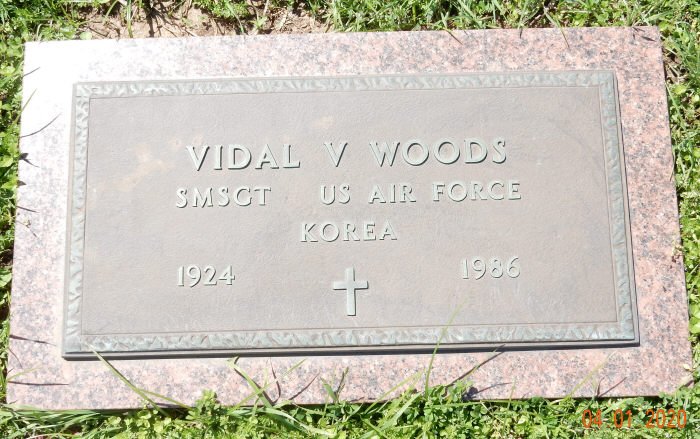 VIDAL V WOODS
SMSGT US AIR FORCE
KOREA
1924 1986
04 01 2020